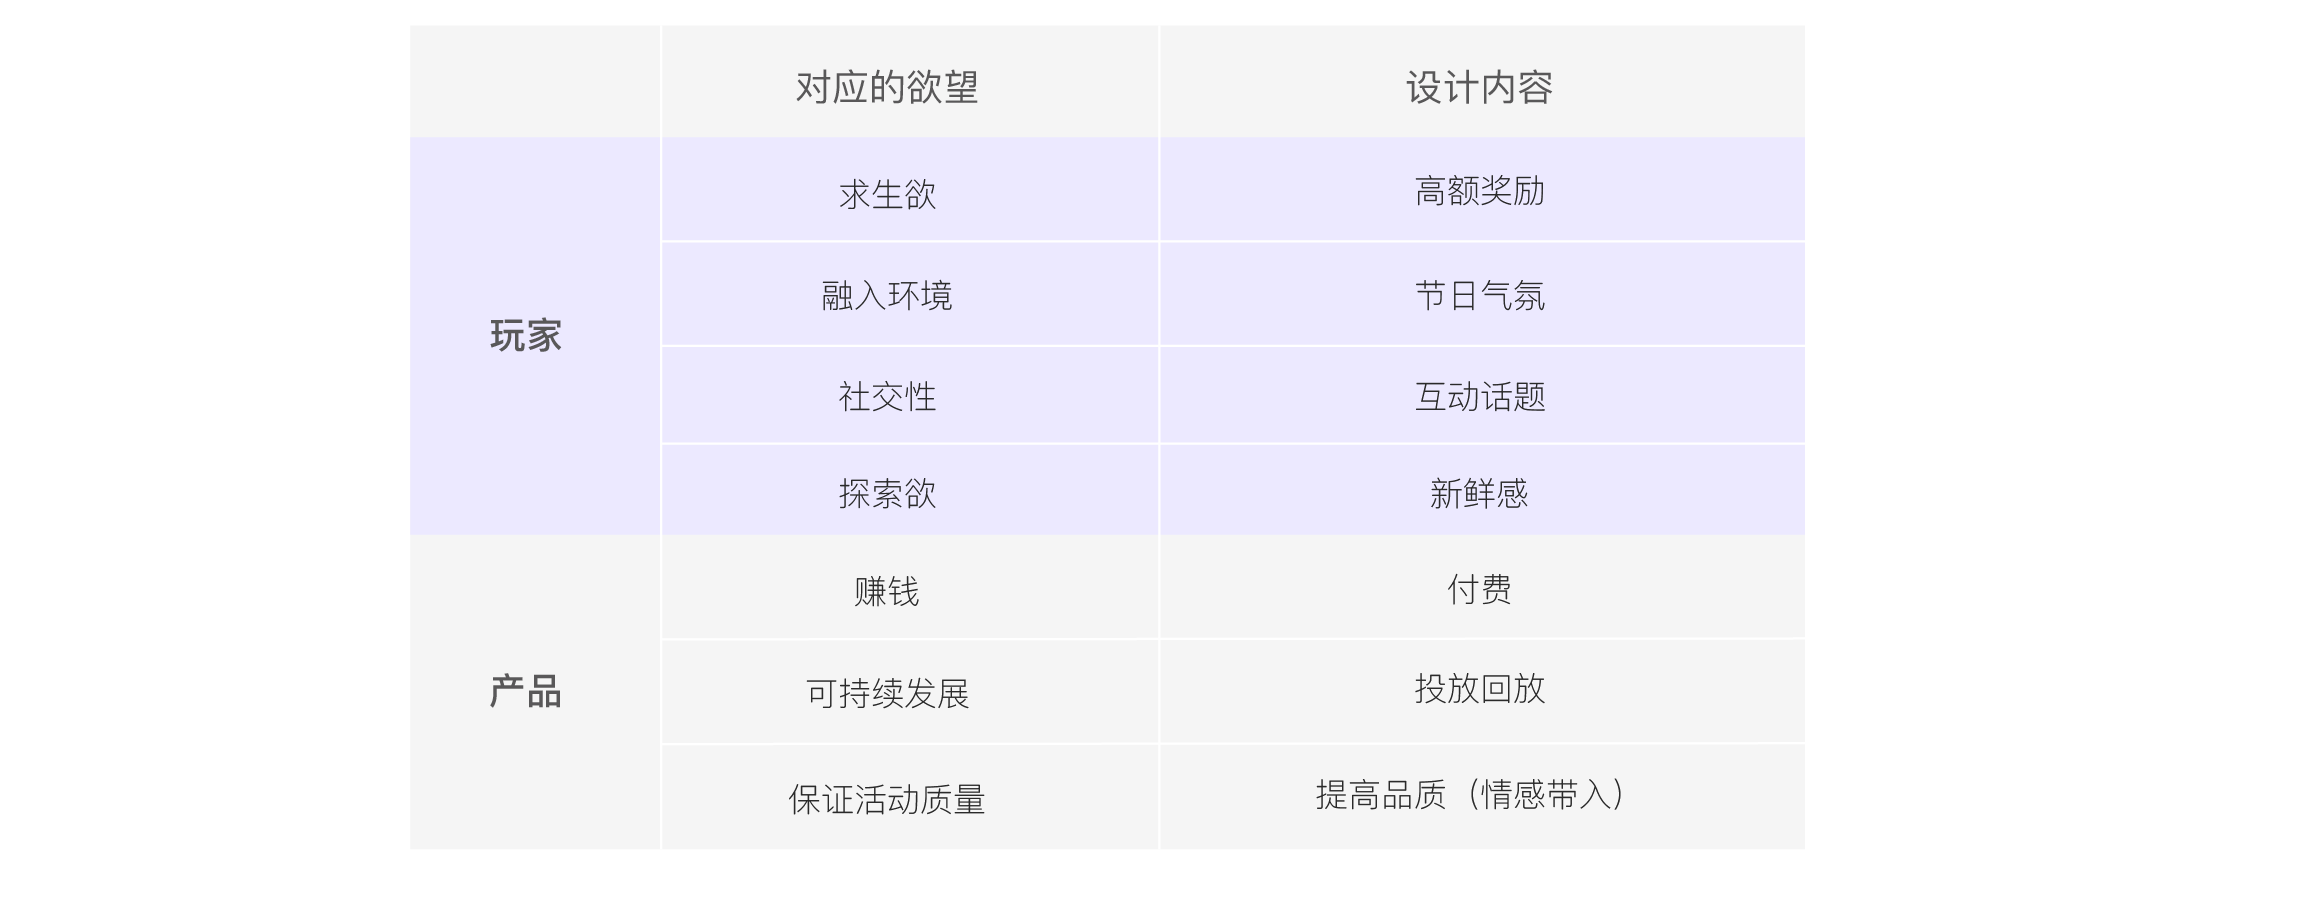 对应的欲望 设计内容
求生欲 高额奖励
融入环境 节日气氛
玩家
社交性 互动话题
探索欲 新鲜感
赚钱 付费
产品
可持续发展 投放回放
保证活动质量 提高品质（情感带入）